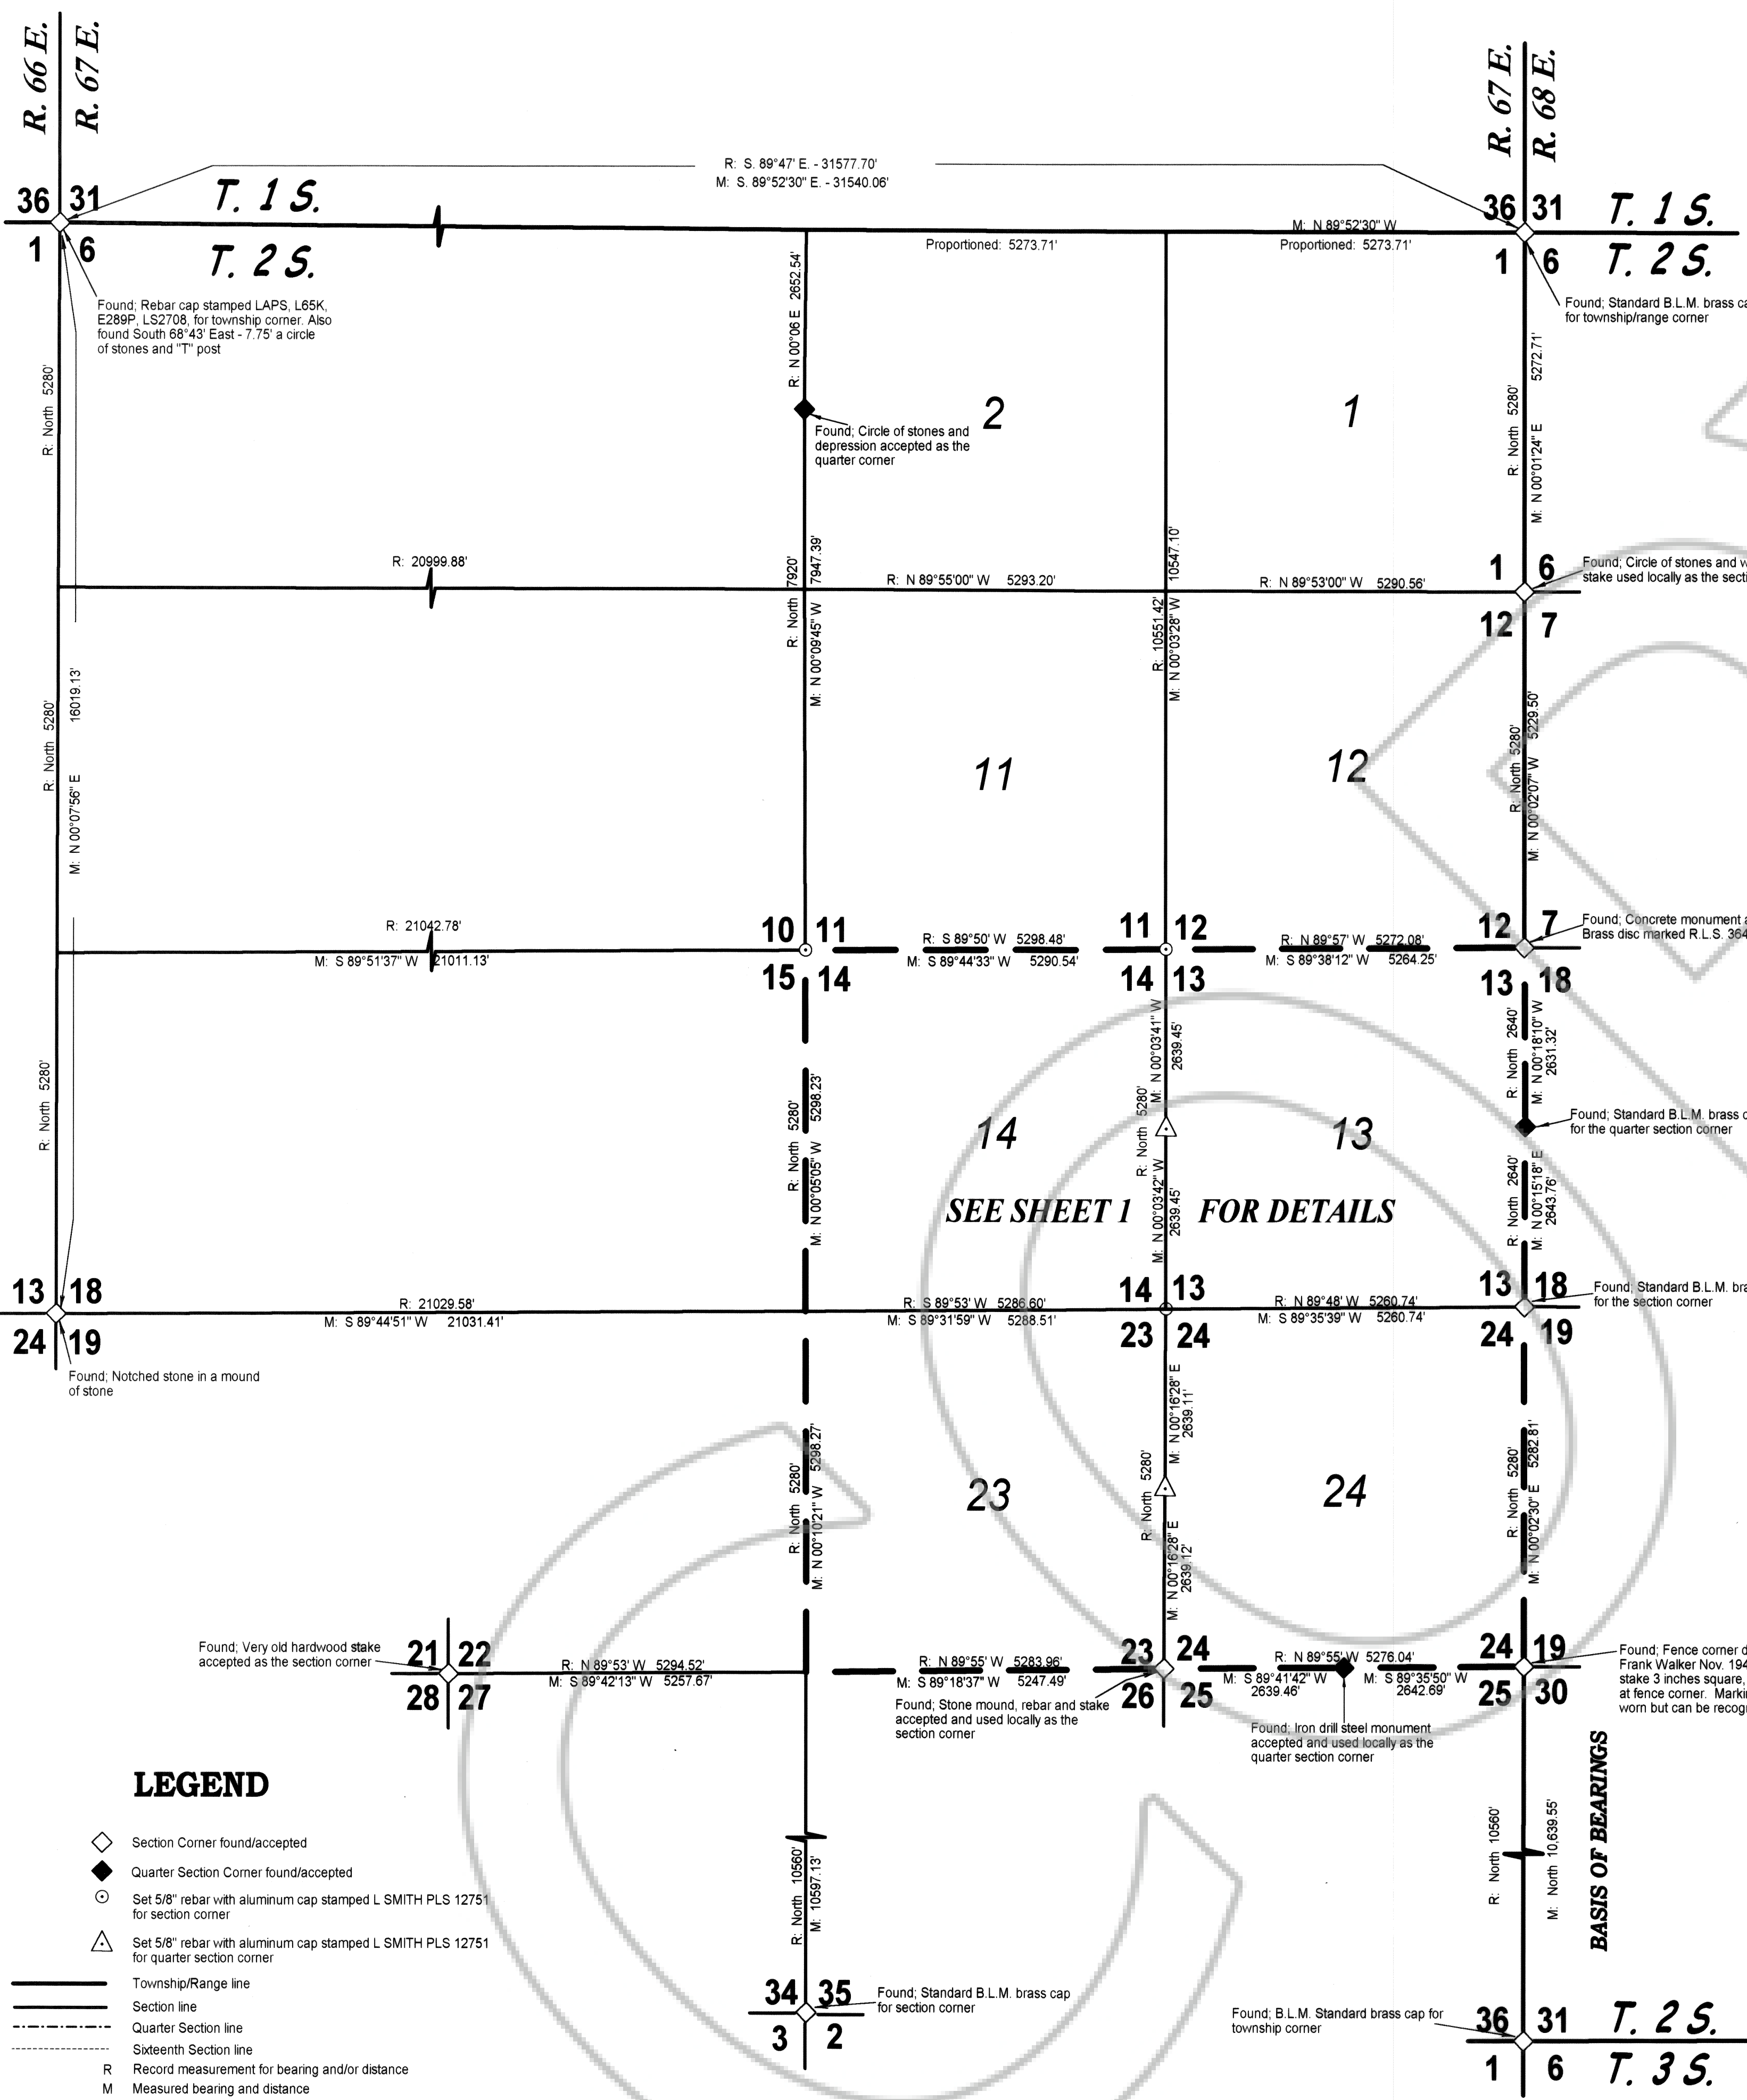 R. 66 E.
R. 67 E.
R. 67 E.
R. 68 E.
R: S. 89°47' E. - 31577.70'
M: S. 89°52'30" E. - 31540.06'
36 31
T. 1 S.
1 6
T. 2 S.
M: N 89°52'30" W
Proportioned: 5273.71'
Proportioned: 5273.71'
36 31
T. 1 S.
1 6
T. 2 S.
Found; Rebar cap stamped LAPS, L65K,
E289P, LS2708, for township corner. Also
found South 68°43' East - 7.75' a circle
of stones and "T" post
Found; Standard B.L.M. brass
for township/range corner
R: North 5280'
R: N 00°06 E 2652.54'
2
1
R: North 5280'
M: N 00°01'24" E 5272.71'
Found; Circle of stones and
depression accepted as the
quarter corner
R: 20999.88'
R: North 7920'
M: N 00°09'45" W 7947.39'
R: N 89°55'00" W 5293.20'
R: 10551.42'
M: N 00°03'28" W 10547.10'
R: N 89°53'00" W 5290.56'
1 6
12 7
Found; Circle of stones and
stake used locally as the
R: North 5280'
M: N 00°07'56" E 16019.13'
11
12
R: North 5280'
M: N 00°02'07" W 5229.50'
R: 21042.78'
M: S 89°51'37" W 21011.13'
10 11
15 14
R: S 89°50' W 5298.48'
M: S 89°44'33" W 5290.54'
11 12
14 13
R: N 89°57' W 5272.08'
M: S 89°38'12" W 5264.25'
12 7
13 18
Found; Concrete monument
Brass disc marked R.L.S. 364
R: North 5280'
R: North 5280'
M: N 00°05'05" W 5298.23'
14
M: N 00°03'41" W 2639.45'
R: North 5280'
M: N 00°03'42" W 2639.45'
13
R: North 2640'
M: N 00°18'10" W
2631.32'
Found; Standard B.L.M. brass
for the quarter section corner
R: North 2640'
M: N 00°15'18" E
2643.76'
SEE SHEET 1 FOR DETAILS
13 18
24 19
R: 21029.58'
M: S 89°44'51" W 21031.41'
R: S 89°53' W 5286.60'
M: S 89°31'59" W 5288.51'
14 13
23 24
R: N 89°48' W 5260.74'
M: S 89°35'39" W 5260.74'
13 18
24 19
Found; Standard B.L.M.
for the section corner
Found; Notched stone in a mound
of stone
R: North 5280'
M: N 00°10'21" W 5298.27'
23
M: N 00°16'28" E
2639.11'
R: North 5280'
M: N 00°16'28" E
2639.12'
24
R: North 5280'
M: N 00°02'30" E 5282.81'
Found; Very old hardwood stake
accepted as the section corner
21 22
28 27
R: N 89°53' W 5294.52'
M: S 89°42'13" W 5257.67'
R: N 89°55' W 5283.96'
M: S 89°18'37" W 5247.49'
23 24
26 25
R: N 89°55' W 5276.04'
M: S 89°41'42" W
2639.46'
M: S 89°35'50" W
2642.69'
24 19
25 30
Found; Fence corner
Frank Walker Nov.
stake 3 inches square,
at fence corner.
worn but can be
Found; Stone mound, rebar and stake
accepted and used locally as the
section corner
Found; Iron drill steel monument
accepted and used locally as the
quarter section corner
R: North 10560'
M: 10597.13'
R: North 10560'
M: North 10,639.55'
BASIS OF BEARINGS
34 35
3 2
Found; Standard B.L.M. brass cap
for section corner
Found; B.L.M. Standard brass cap for
township corner
36 31
T. 2 S.
1 6
T. 3 S.
LEGEND
Section Corner found/accepted
Quarter Section Corner found/accepted
Set 5/8" rebar with aluminum cap stamped L SMITH PLS 12751
for section corner
Set 5/8" rebar with aluminum cap stamped L SMITH PLS 12751
for quarter section corner
Township/Range line
Section line
Quarter Section line
Sixteenth Section line
R Record measurement for bearing and/or distance
M Measured bearing and distance